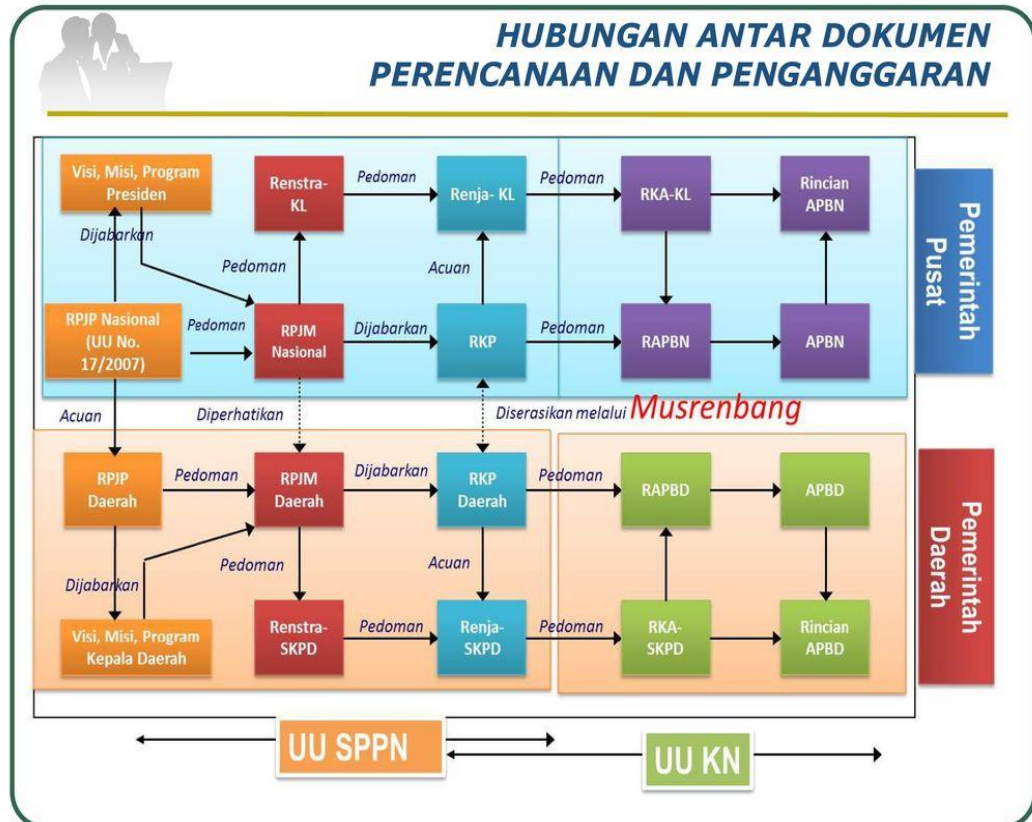 HUBUNGAN ANTAR DOKUMEN
PERENCANAAN DAN PENGANGGARAN
Visi, Misi, Program
Presiden
Renstra-
KL
Pedoman
Renja- KL
Pedoman
RKA-KL
Rincian
APBN
Dijabarkan
Pedoman
Acuan
RPJP Nasional
(UU No.
17/2007)
Pedoman
RPJM
Nasional
Dijabarkan
RKP
Pedoman
RAPBN
APBN
Pemerintah
Pusat
Acuan
Diperhatikan
Diserasikan melalui Musrenbang
RPJP
Daerah
Pedoman
RPJM
Daerah
Dijabarkan
RKP
Daerah
Pedoman
RAPBD
APBD
Dijabarkan
Pedoman
Acuan
Visi, Misi, Program
Kepala Daerah
Renstra-
SKPD
Pedoman
Renja-
SKPD
Pedoman
RKA-
SKPD
Rincian
APBD
Pemerintah
Daerah
UU SPPN
UU KN